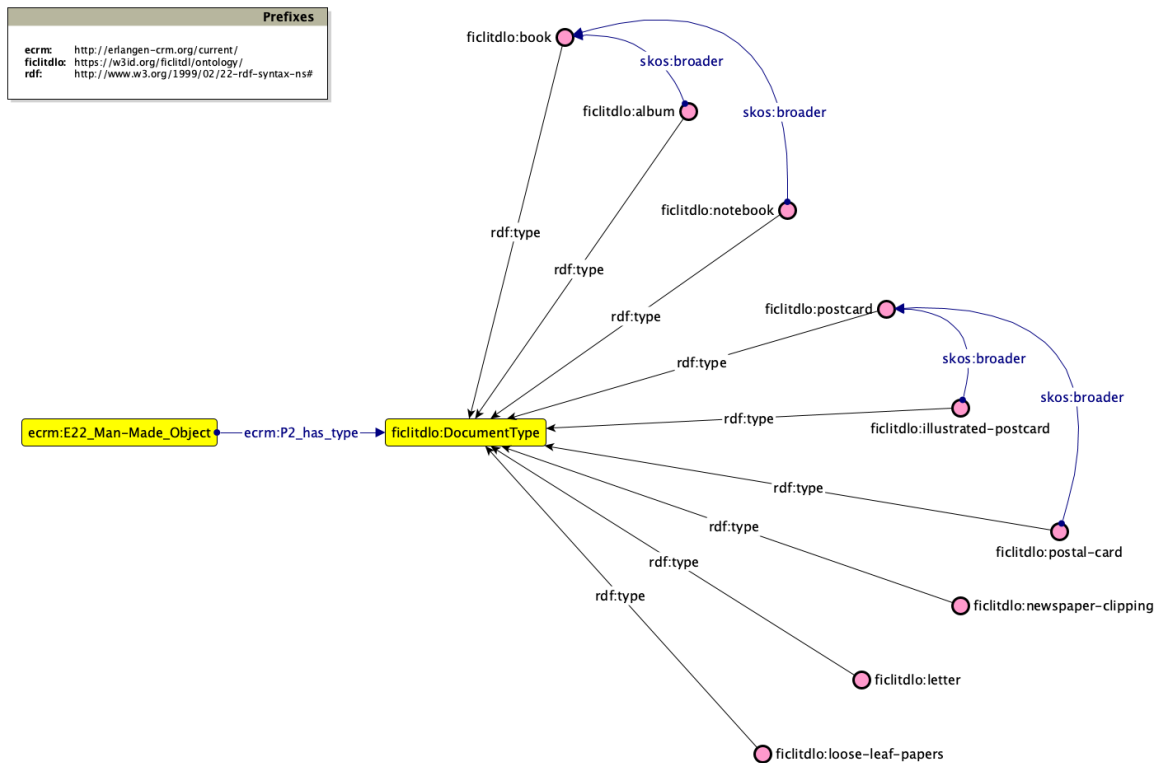 Prefixes
ecrm: http://erlangen-crm.org/current/
ficlitdlo: https://w3id.org/ficlitdl/ontology/
rdf: http://www.w3.org/1999/02/22-rdf-syntax-ns#
ficlitdlo:book
skos:broader
ficlitdlo:album
skos:broader
ficlitdlo:notebook
rdf:type
rdf:type
ficlitdlo:postcard
rdf:type
skos:broader
rdf:type
skos:broader
rdf:type
ficlitdlo:illustrated-postcard
ecrm:E22_Man-Made_Object
ecrm:P2_has_type
ficlitdlo:DocumentType
rdf:type
rdf:type
ficlitdlo:postal-card
rdf:type
rdf:type
ficlitdlo:newspaper-clipping
ficlitdlo:letter
ficlitdlo:loose-leaf-papers